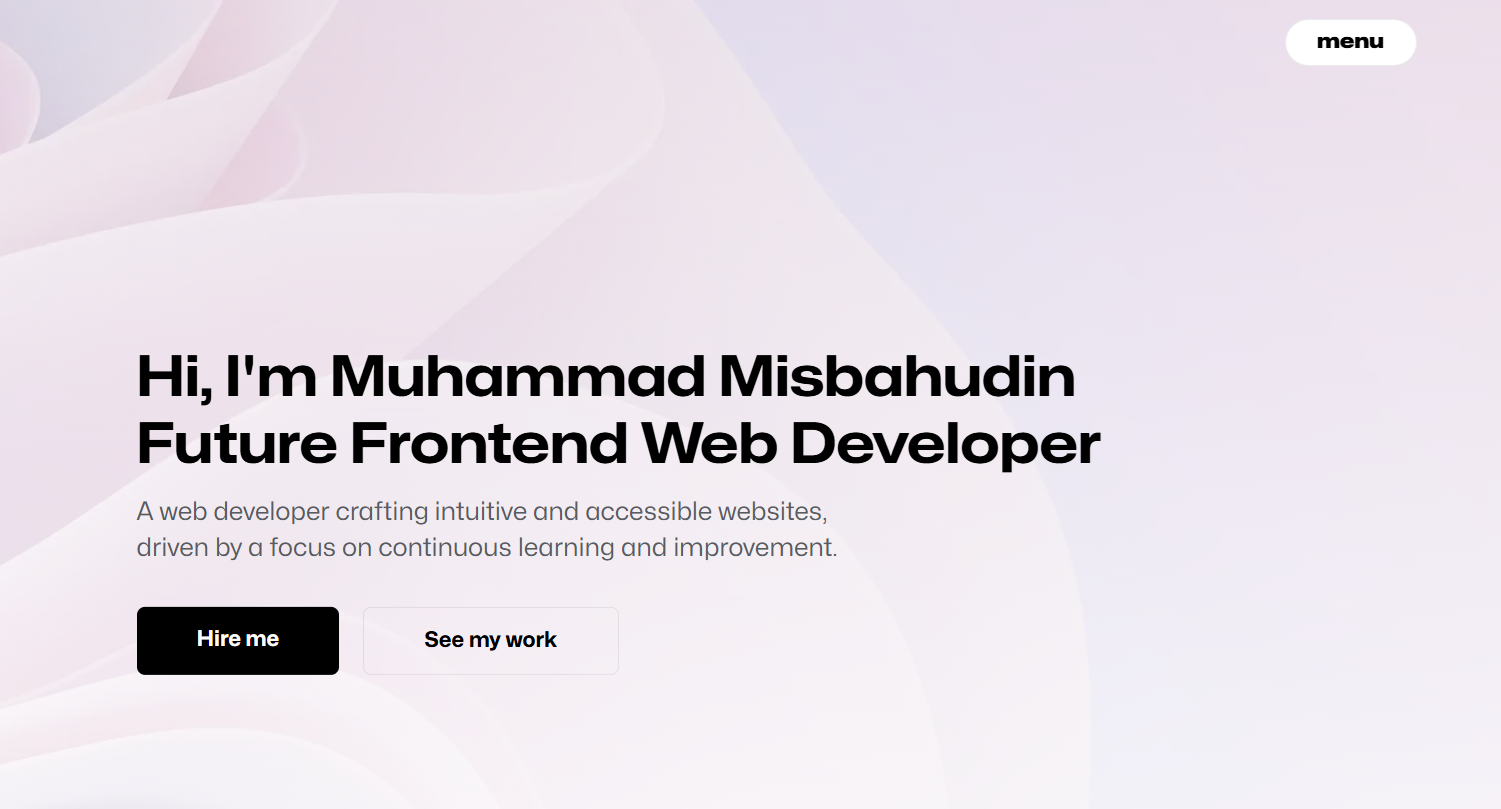 menu
Hi, I'm Muhammad Misbahudin
Future Frontend Web Developer
A web developer crafting intuitive and accessible websites,
driven by a focus on continuous learning and improvement.
Hire me
See my work